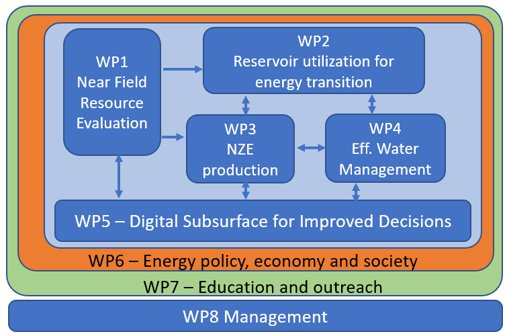 WP1
Near Field
Resource
Evaluation
WP2
Reservoir utilization for
energy transition
WP3
NZE
production
WP4
Eff. Water
Management
WP5 – Digital Subsurface for Improved Decisions
WP6 – Energy policy, economy and society
WP7 – Education and outreach
WP8 Management